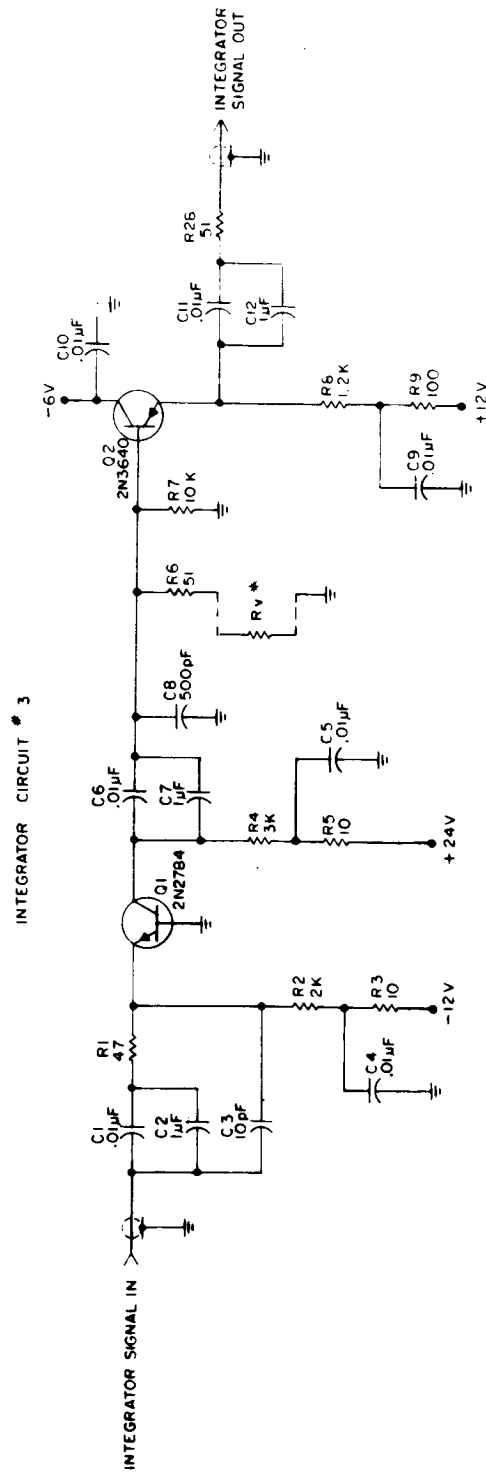 INTEGRATOR CIRCUIT # 3
INTEGRATOR SIGNAL IN
C1
.01µF
C2
1µF
C3
10pF
R1
47
R2
2K
R3
10
-12V
C4
.01µF
Q1
2N2784
C6
.01µF
C7
1µF
R4
3K
R5
10
+24V
C5
.01µF
C8
500pF
R6
51
Rv*
R7
10K
Q2
2N3640
-6V
C10
.01µF
C11
.01µF
C12
1µF
R8
1.2K
R9
100
+12V
C9
.01µF
R26
51
INTEGRATOR
SIGNAL OUT